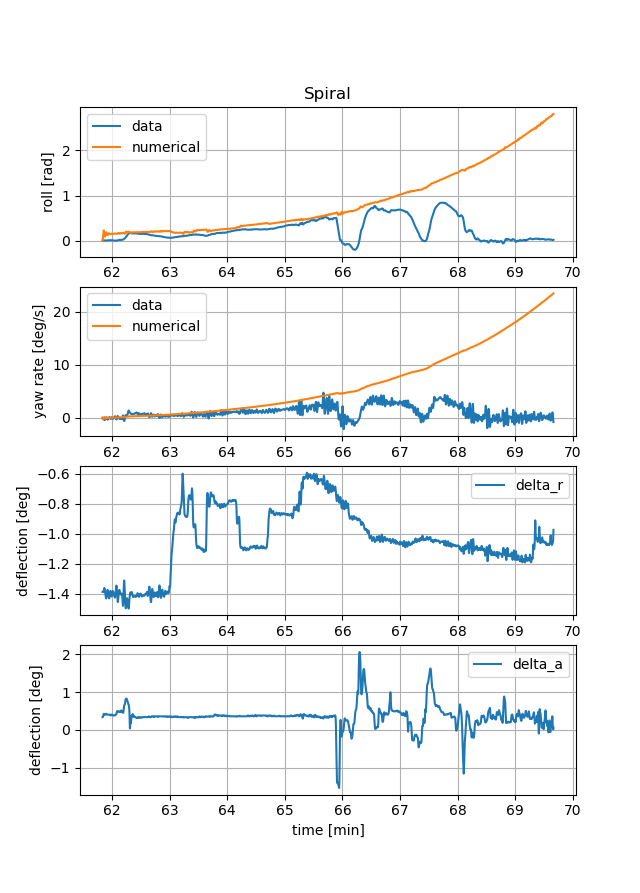 Spiral
roll [rad]
2
1
0
data
numerical
62 63 64 65 66 67 68 69 70
yaw rate [deg/s]
20
10
0
data
numerical
62 63 64 65 66 67 68 69 70
deflection [deg]
−0.6
−0.8
−1.0
−1.2
−1.4
delta_r
62 63 64 65 66 67 68 69 70
deflection [deg]
2
1
0
−1
delta_a
62 63 64 65 66 67 68 69 70
time [min]